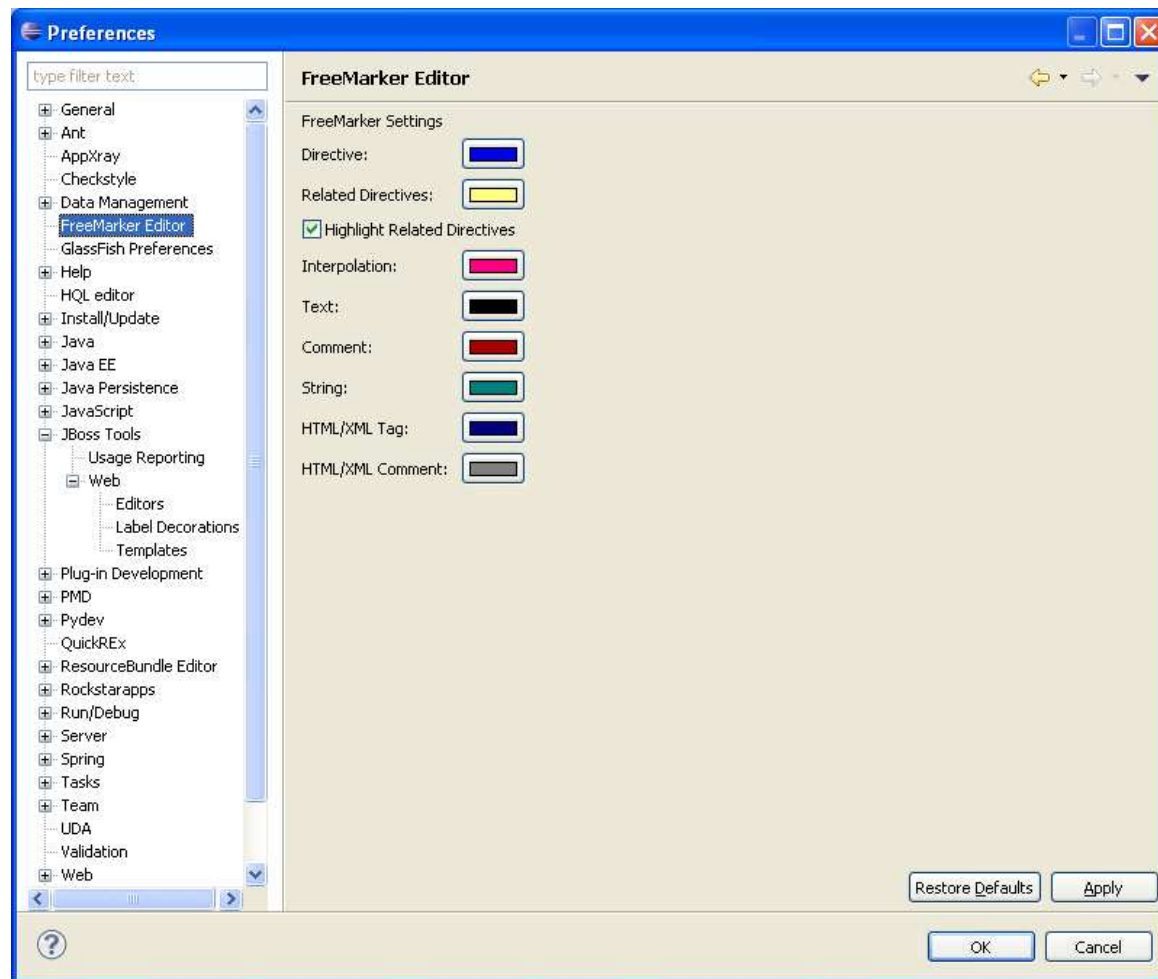 Preferences
type filter text
General
Ant
AppXray
Checkstyle
Data Management
FreeMarker Editor
GlassFish Preferences
Help
HQL editor
Install/Update
Java
Java EE
Java Persistence
JavaScript
JBoss Tools
Usage Reporting
Web
Editors
Label Decorations
Templates
Plug-in Development
PMD
Pydev
QuickREx
ResourceBundle Editor
Rockstarapps
Run/Debug
Server
Spring
Tasks
Team
UDA
Validation
Web
FreeMarker Editor
FreeMarker Settings
Directive:
Related Directives:
Highlight Related Directives
Interpolation:
Text:
Comment:
String:
HTML/XML Tag:
HTML/XML Comment:
Restore Defaults
Apply
OK
Cancel